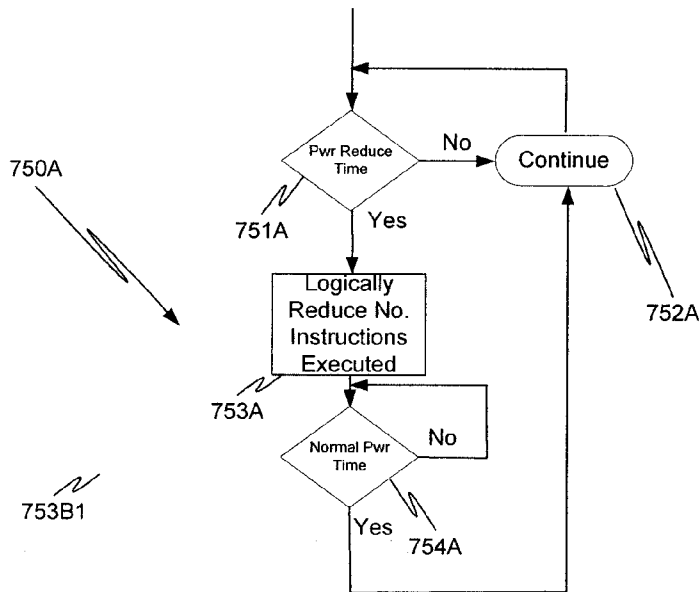 Pwr Reduce
Time
No
Continue
750A
751A
Yes
752A
Logically
Reduce No.
Instructions
Executed
753A
Normal Pwr
Time
No
753B1
Yes
754A